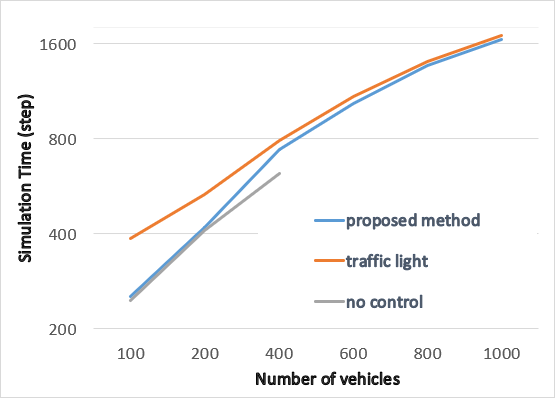 1600
800
400
200
Simulation Time (step)
proposed method
traffic light
no control
100 200 400 600 800 1000
Number of vehicles